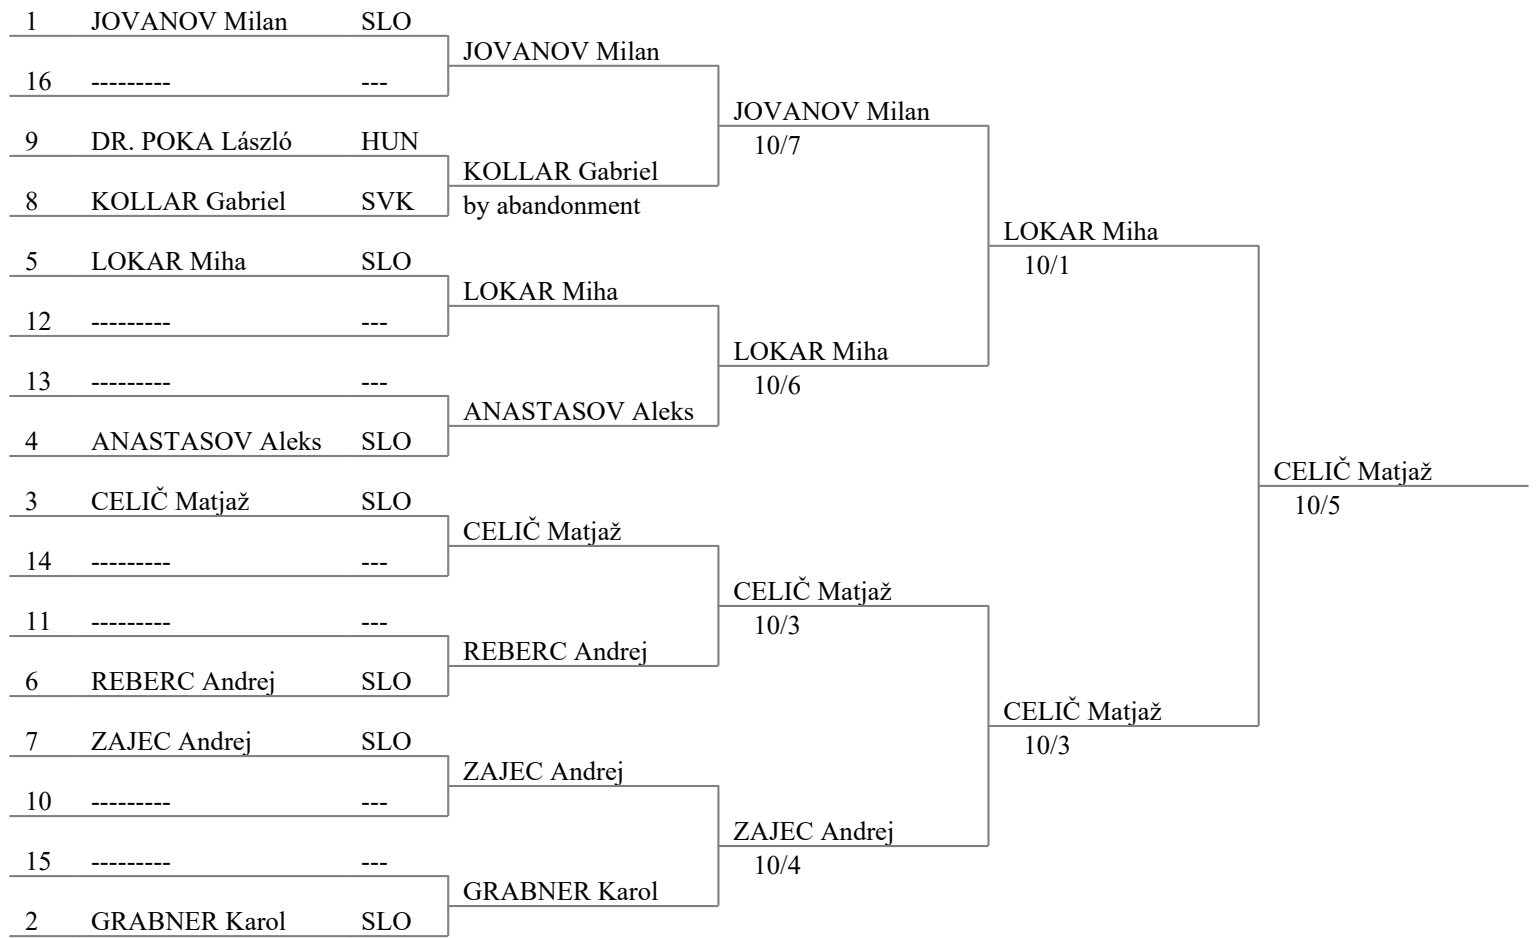 1 JOVANOV Milan SLO
JOVANOV Milan
16 --------- ---
JOVANOV Milan
10/7
9 DR. POKA László HUN
KOLLAR Gabriel
by abandonment
8 KOLLAR Gabriel SVK
LOKAR Miha
10/1
5 LOKAR Miha SLO
LOKAR Miha
12 --------- ---
LOKAR Miha
10/6
13 --------- ---
ANASTASOV Aleks
4 ANASTASOV Aleks SLO
CELIČ Matjaž
10/5
3 CELIČ Matjaž SLO
CELIČ Matjaž
14 --------- ---
CELIČ Matjaž
10/3
11 --------- ---
REBERC Andrej
6 REBERC Andrej SLO
CELIČ Matjaž
10/3
7 ZAJEC Andrej SLO
ZAJEC Andrej
10 --------- ---
ZAJEC Andrej
10/4
15 --------- ---
GRABNER Karol
2 GRABNER Karol SLO